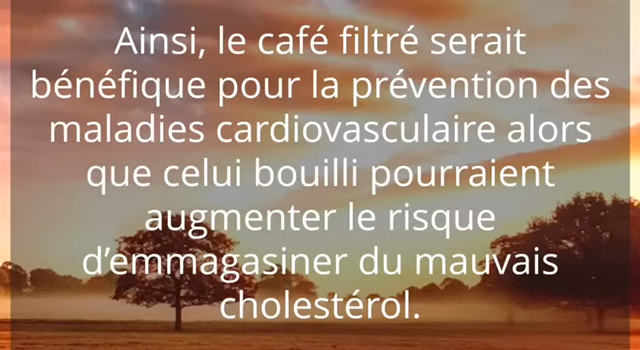 Ainsi, le café filtré serait
bénéfique pour la prévention des
maladies cardiovasculaire alors
que celui bouilli pourraient
augmenter le risque
d’emmagasiner du mauvais
cholestérol.